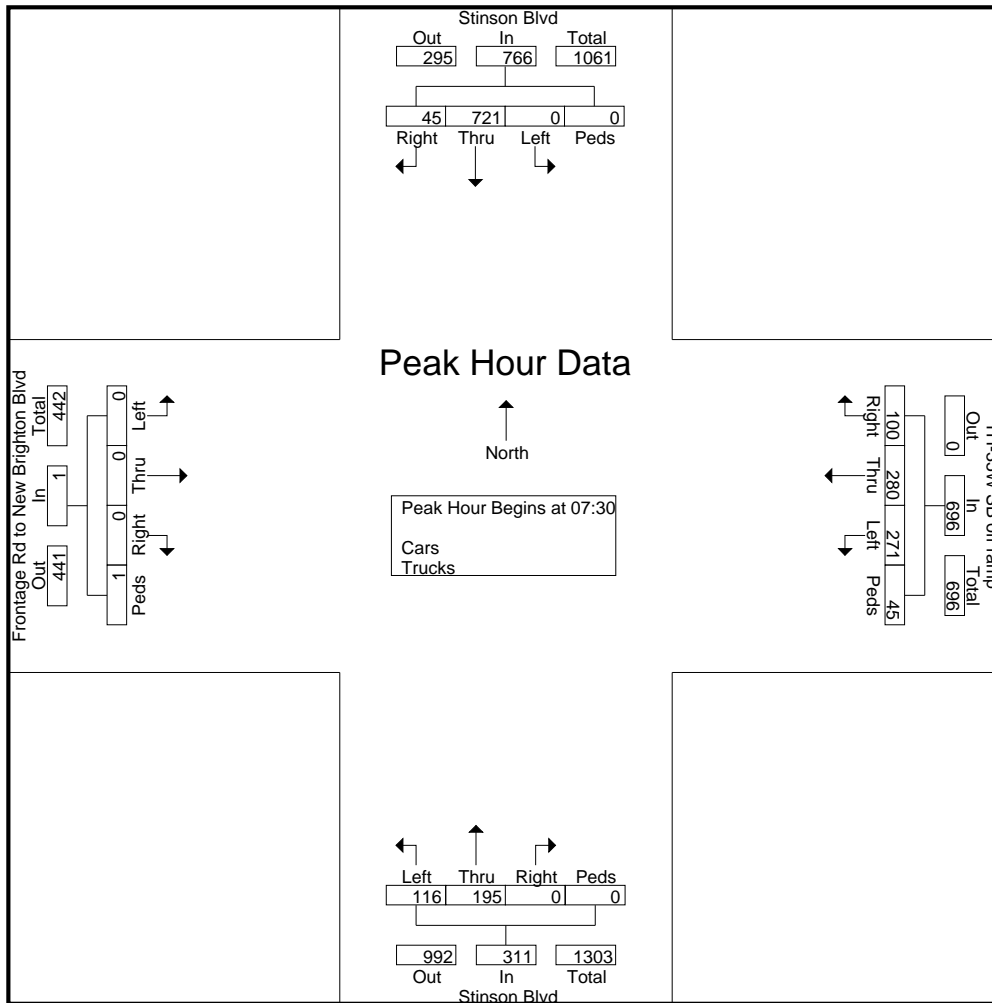 Stinson Blvd
Out In Total
295 766 1061
45 721 0 0
Right Thru Left Peds
Peak Hour Data
North
Peak Hour Begins at 07:30
Cars
Trucks
Frontage Rd to New Brighton Blvd
Out In Total
441 1 442
0 0 0 1
Left Thru Right Peds
SB
ramp
Out In Total
0 696 696
100 280 271 45
Right Thru Left Peds
Left Thru Right Peds
116 195 0 0
992 311 1303
Out In Total
Stinson Blvd